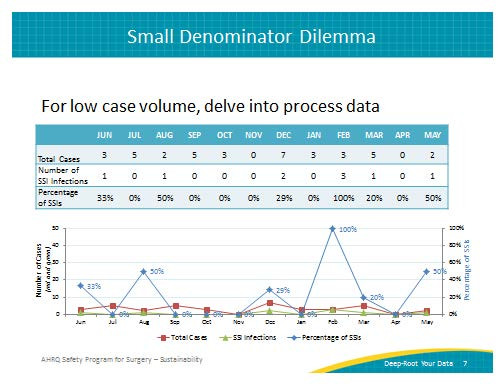 Small Denominator Dilemma
For low case volume, delve into process data
JUN JUL AUG SEP OCT NOV DEC JAN FEB MAR APR MAY
Total Cases 3 5 2 5 3 0 7 3 3 5 0 2
Number of
SSI Infections 1 0 1 0 0 0 2 0 3 1 0 1
Percentage
of SSIs 33% 0% 50% 0% 0% 0% 29% 0% 100% 20% 0% 50%
Number of Cases
(red and green)
50
40
30
20
10
0
33%
0%
50%
0%
0%
0%
29%
0%
100%
20%
0%
50%
100%
80%
60%
40%
20%
0%
Percentage of SSIs
Jun Jul Aug Sep Oct Nov Dec Jan Feb Mar Apr May
Total Cases SSI Infections Percentage of SSIs
AHRQ Safety Program for Surgery – Sustainability
Deep-Root Your Data 7